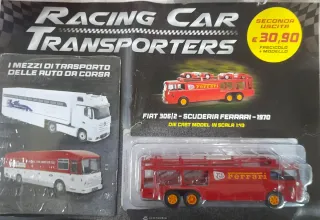 RACING CAR
TRANSPORTERS
SECONDA
USCITA
€ 30,90
FASCICOLO
+ MODELLO
I MEZZI DI TRASPORTO
DELLE AUTO DA CORSA
FIAT 306/2 - SCUDERIA FERRARI - 1970
DIE CAST MODEL IN SCALA 1:43
Ferrari